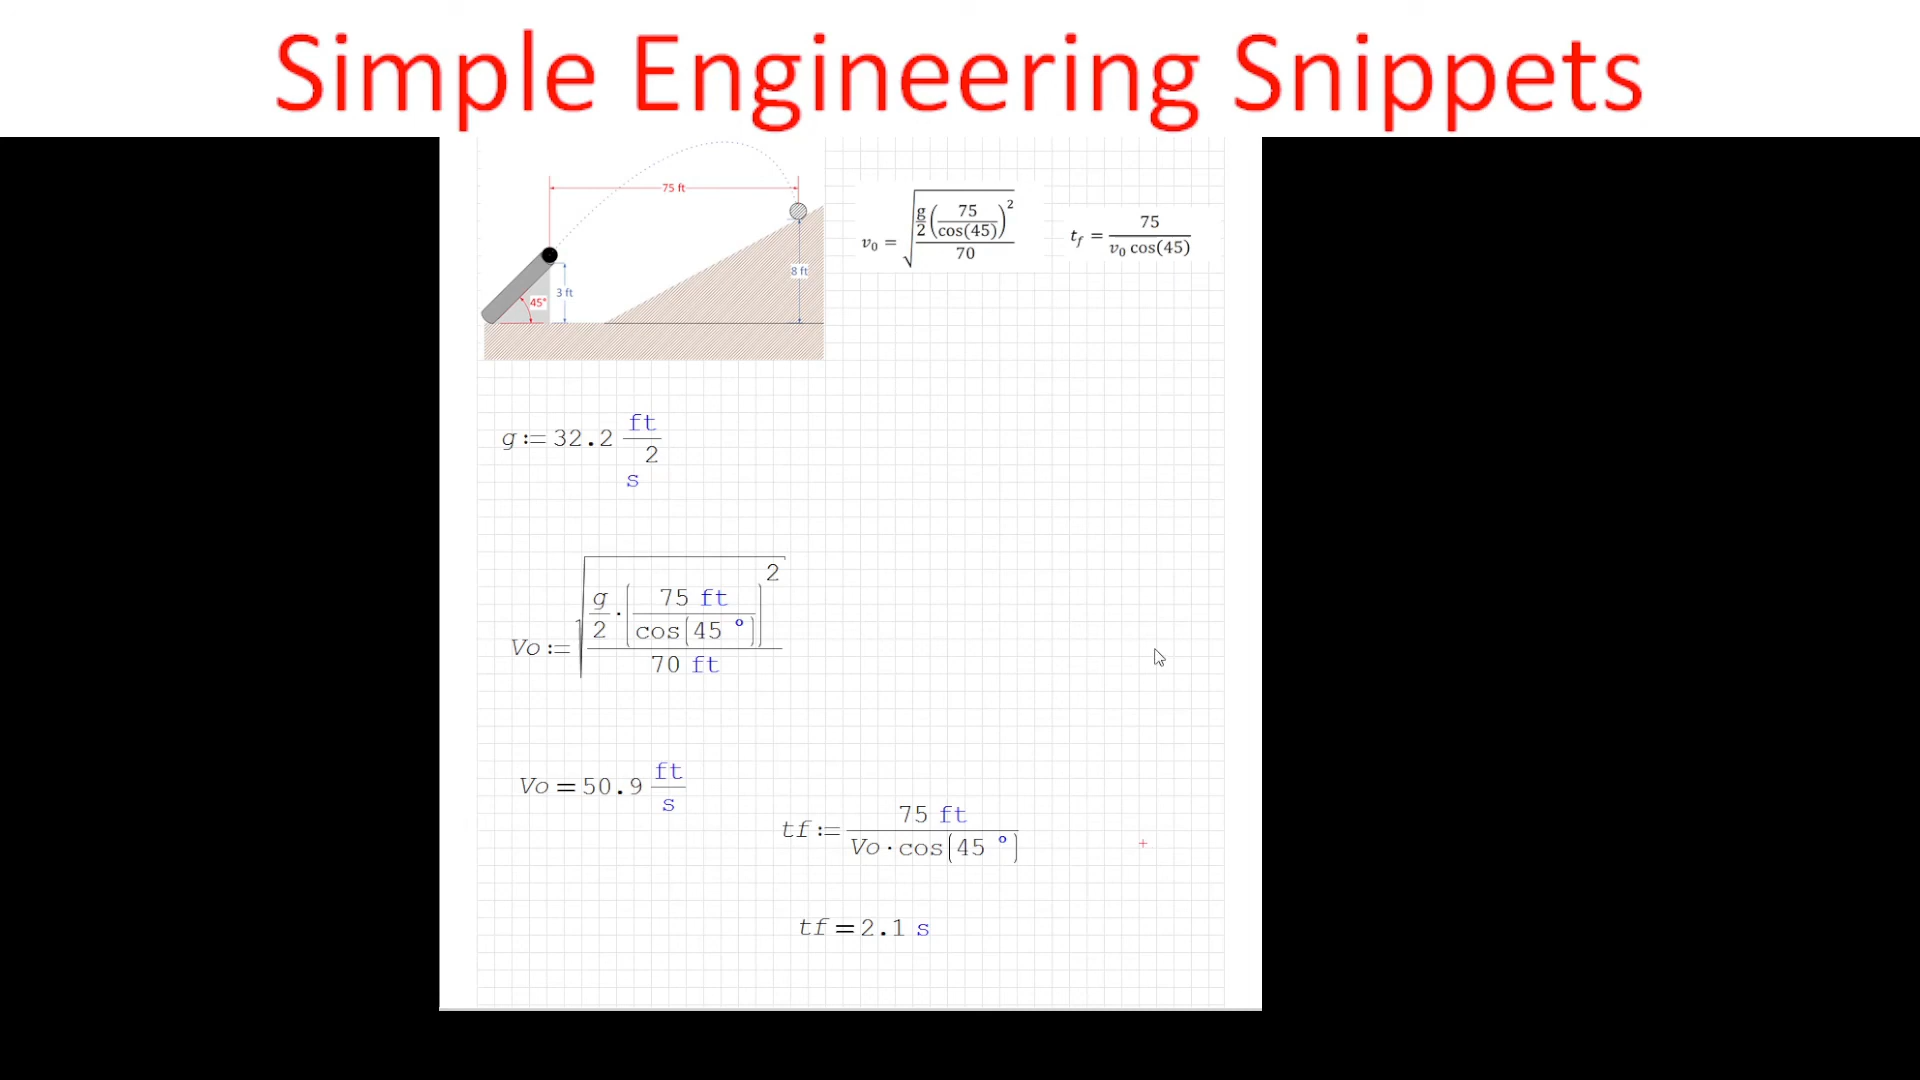 Simple Engineering Snippets
75 ft
8 ft
3 ft
45°
v₀ = √(g/2 (75/cos(45))² / 70)
t_f = 75 / (v₀ cos(45))
g := 32.2 ft/s²
Vo := √(g/2 · (75 ft/cos(45 °))² / 70 ft)
Vo = 50.9 ft/s
tf := 75 ft / (Vo · cos(45 °))
tf = 2.1 s